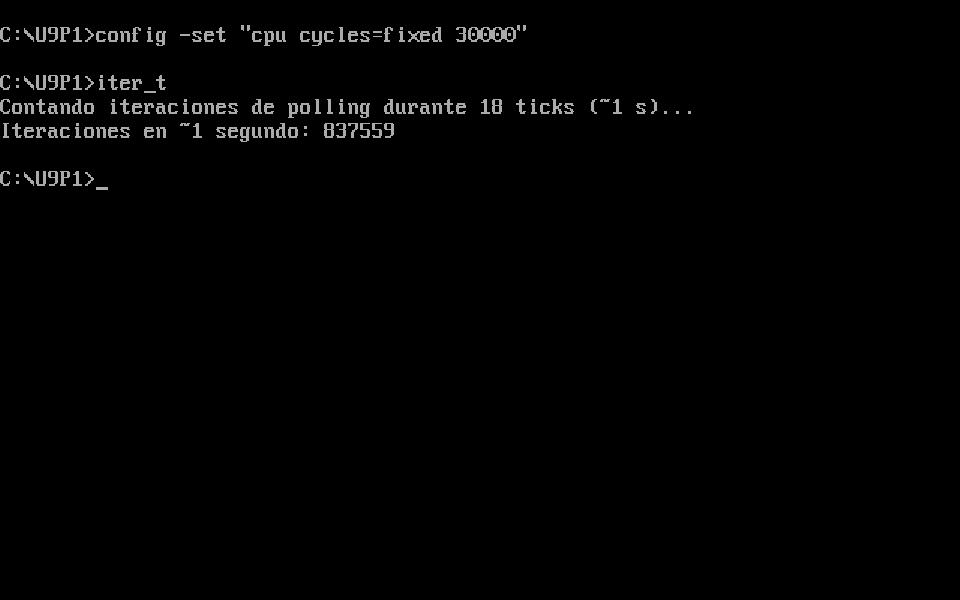 C:\U9P1>config -set "cpu cycles=fixed 30000"
C:\U9P1>iter_t
Contando iteraciones de polling durante 18 ticks (~1 s)...
Iteraciones en ~1 segundo: 837559
C:\U9P1>_